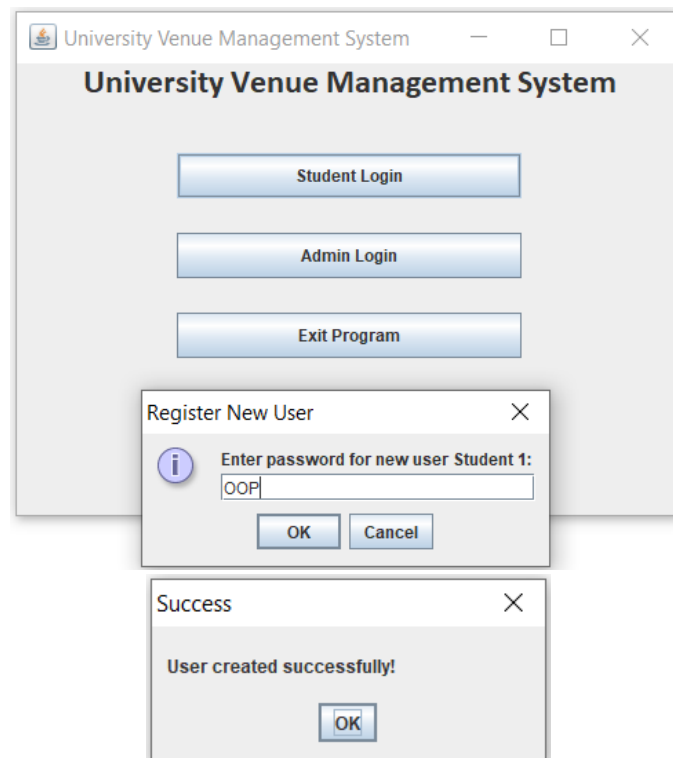 University Venue Management System
University Venue Management System
Student Login
Admin Login
Exit Program
Register New User
Enter password for new user Student 1:
OOP
OK Cancel
Success
User created successfully!
OK